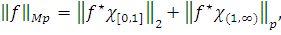 ‖f‖_{Mp} = ‖f*χ_{[0,1]}‖_2 + ‖f*χ_{(1,∞)}‖_p,